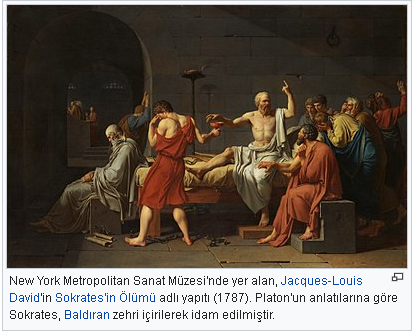 New York Metropolitan Sanat Müzesi'nde yer alan, Jacques-Louis
David'in Sokrates'in Ölümü adlı yapıtı (1787). Platon'un anlatılarına göre
Sokrates, Baldıran zehri içirilerek idam edilmiştir.